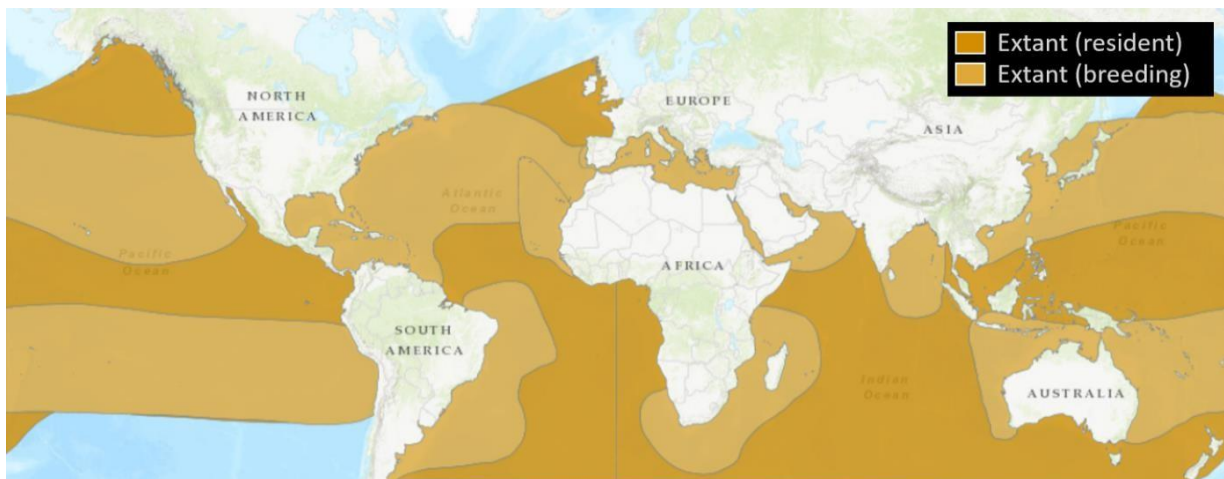 Extant (resident)
Extant (breeding)
NORTH
AMERICA
EUROPE
ASIA
Atlantic
Ocean
Pacific
Ocean
Pacific
Ocean
AFRICA
SOUTH
AMERICA
Indian
Ocean
AUSTRALIA